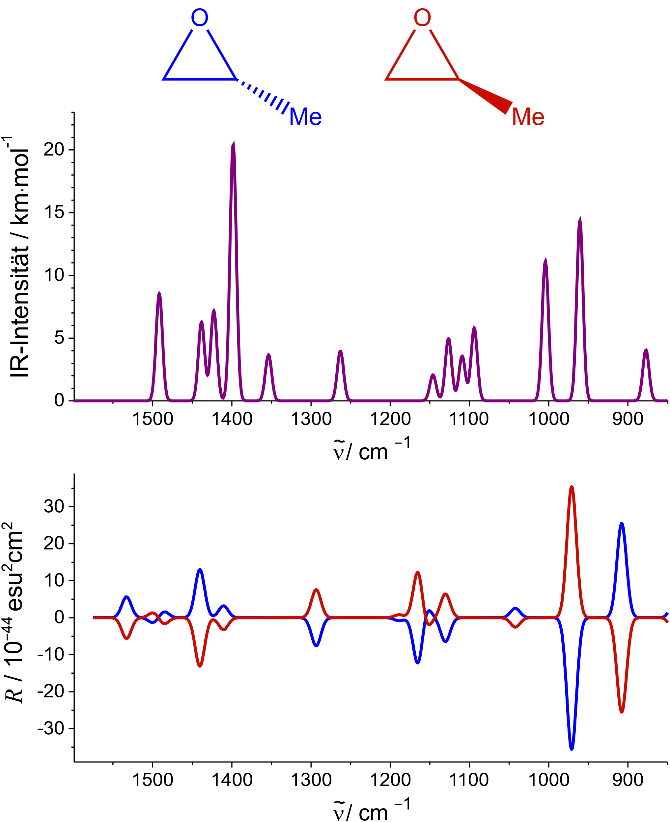 O
O
Me
Me
IR-Intensität / km·mol⁻¹
20
15
10
5
0
1500 1400 1300 1200 1100 1000 900
ν̃/ cm ⁻¹
R / 10⁻⁴⁴ esu²cm²
30
20
10
0
-10
-20
-30
1500 1400 1300 1200 1100 1000 900
ν̃/ cm ⁻¹